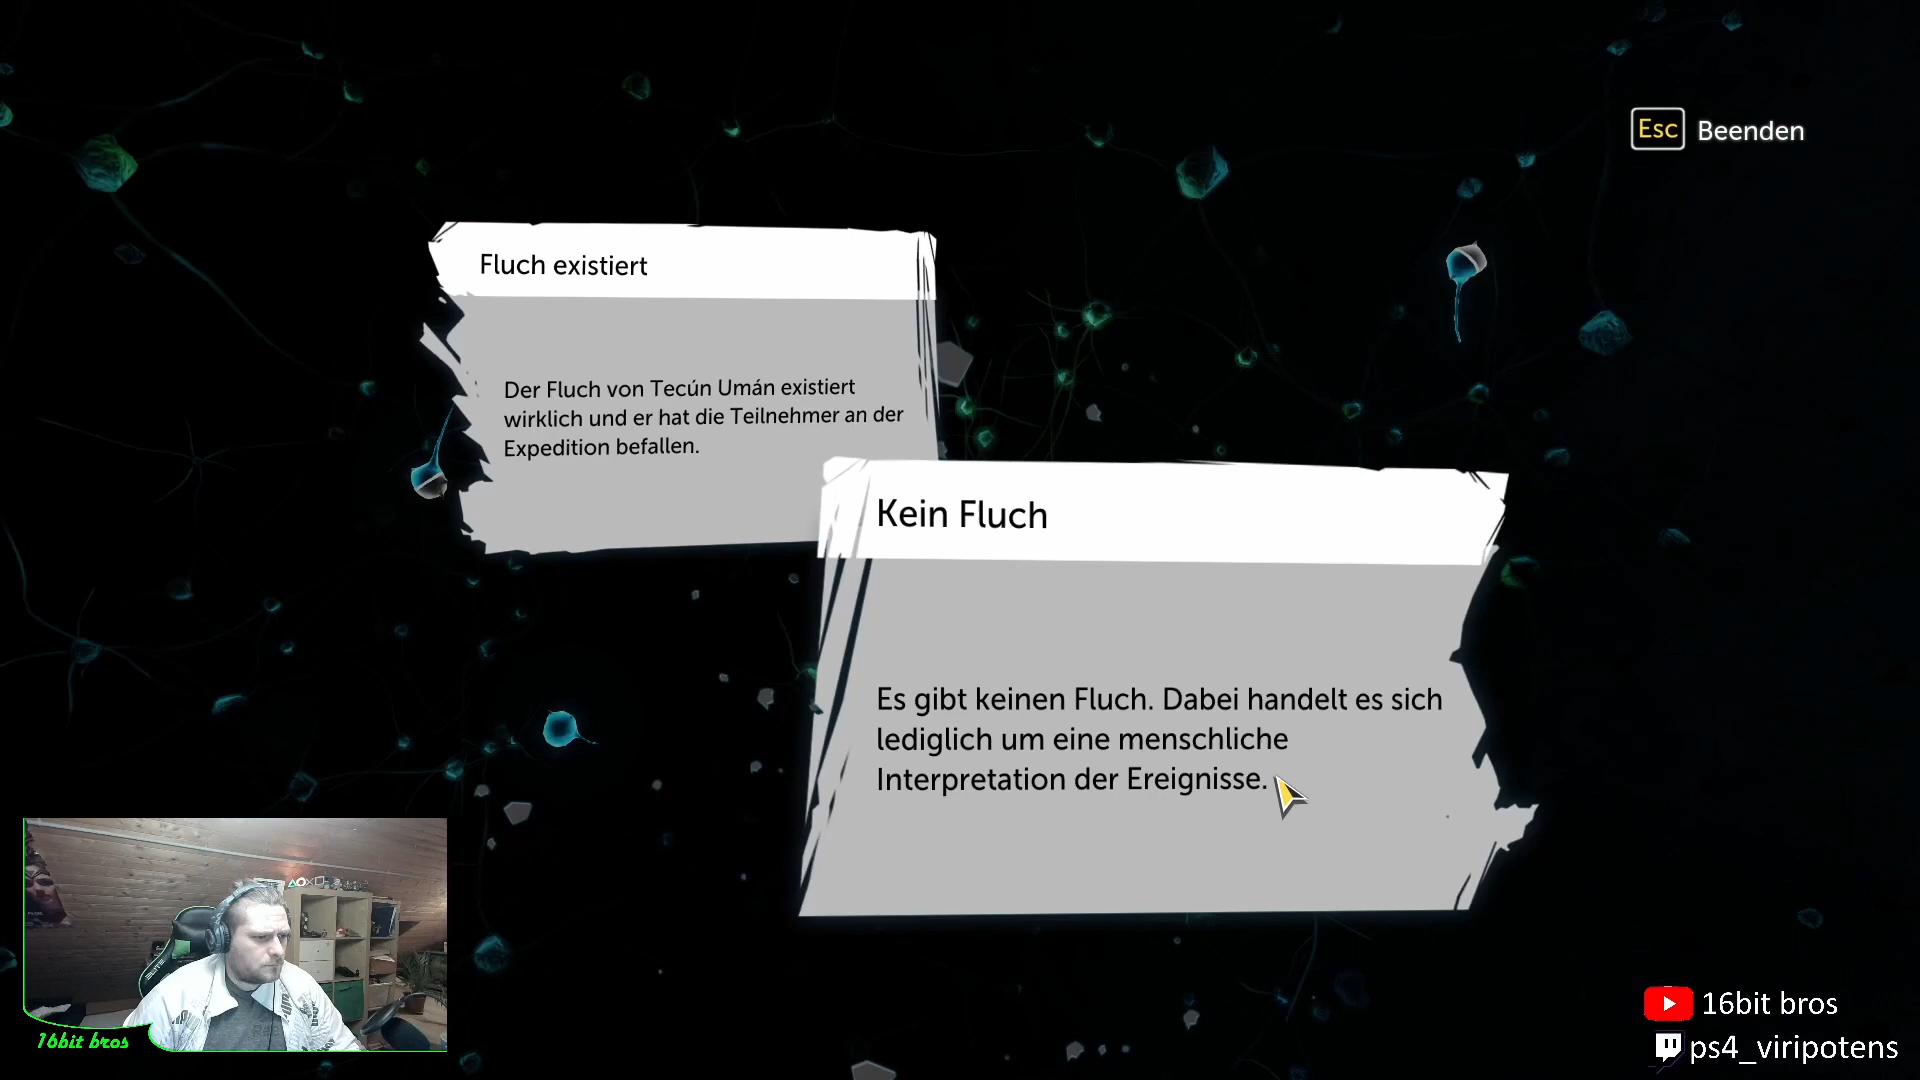 Esc Beenden
Fluch existiert
Der Fluch von Tecún Umán existiert
wirklich und er hat die Teilnehmer an der
Expedition befallen.
Kein Fluch
Es gibt keinen Fluch. Dabei handelt es sich
lediglich um eine menschliche
Interpretation der Ereignisse.
16bit bros
16bit bros
ps4_viripotens